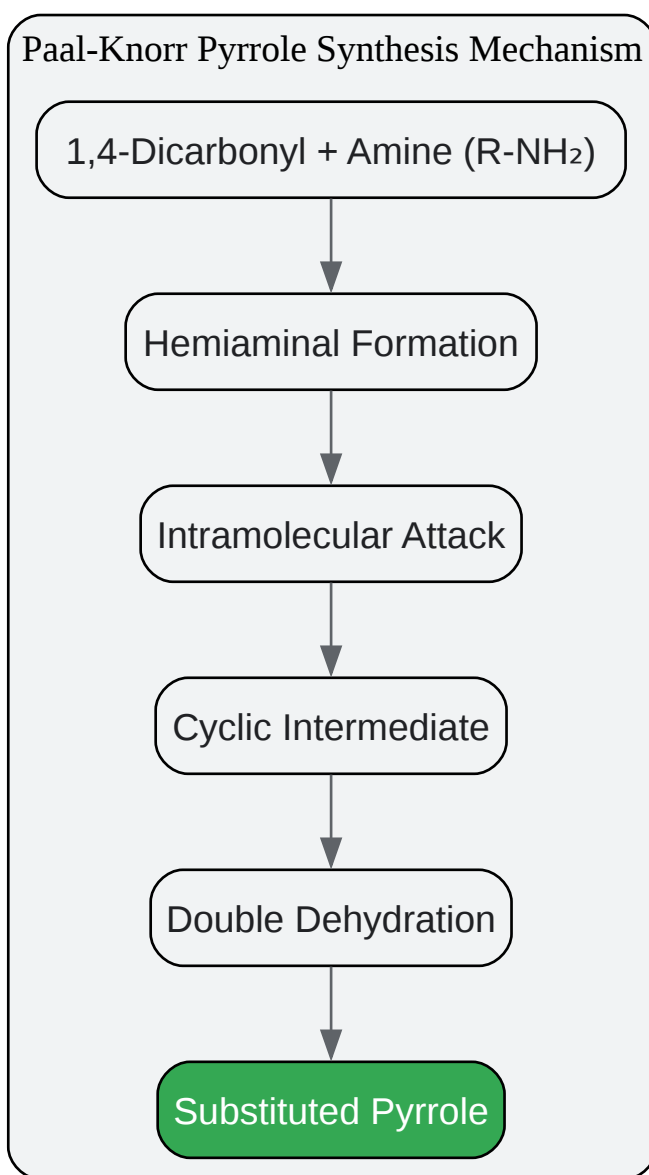 Paal-Knorr Pyrrole Synthesis Mechanism
1,4-Dicarbonyl + Amine (R-NH₂)
Hemiaminal Formation
Intramolecular Attack
Cyclic Intermediate
Double Dehydration
Substituted Pyrrole